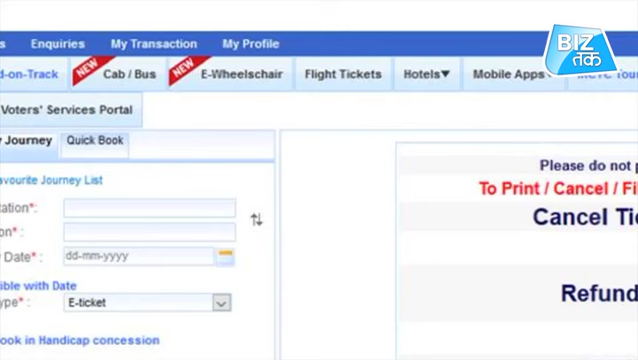 Enquiries My Transaction My Profile
BIZ
तक
d-on-Track NEW Cab / Bus NEW E-Wheelschair Flight Tickets Hotels Mobile Apps
Voters' Services Portal
Journey Quick Book
avourite Journey List
tation*:
on* :
Date*: dd-mm-yyyy
ible with Date
ype* : E-ticket
ook in Handicap concession
Please do not p
To Print / Cancel / Fi
Cancel Tic
Refund